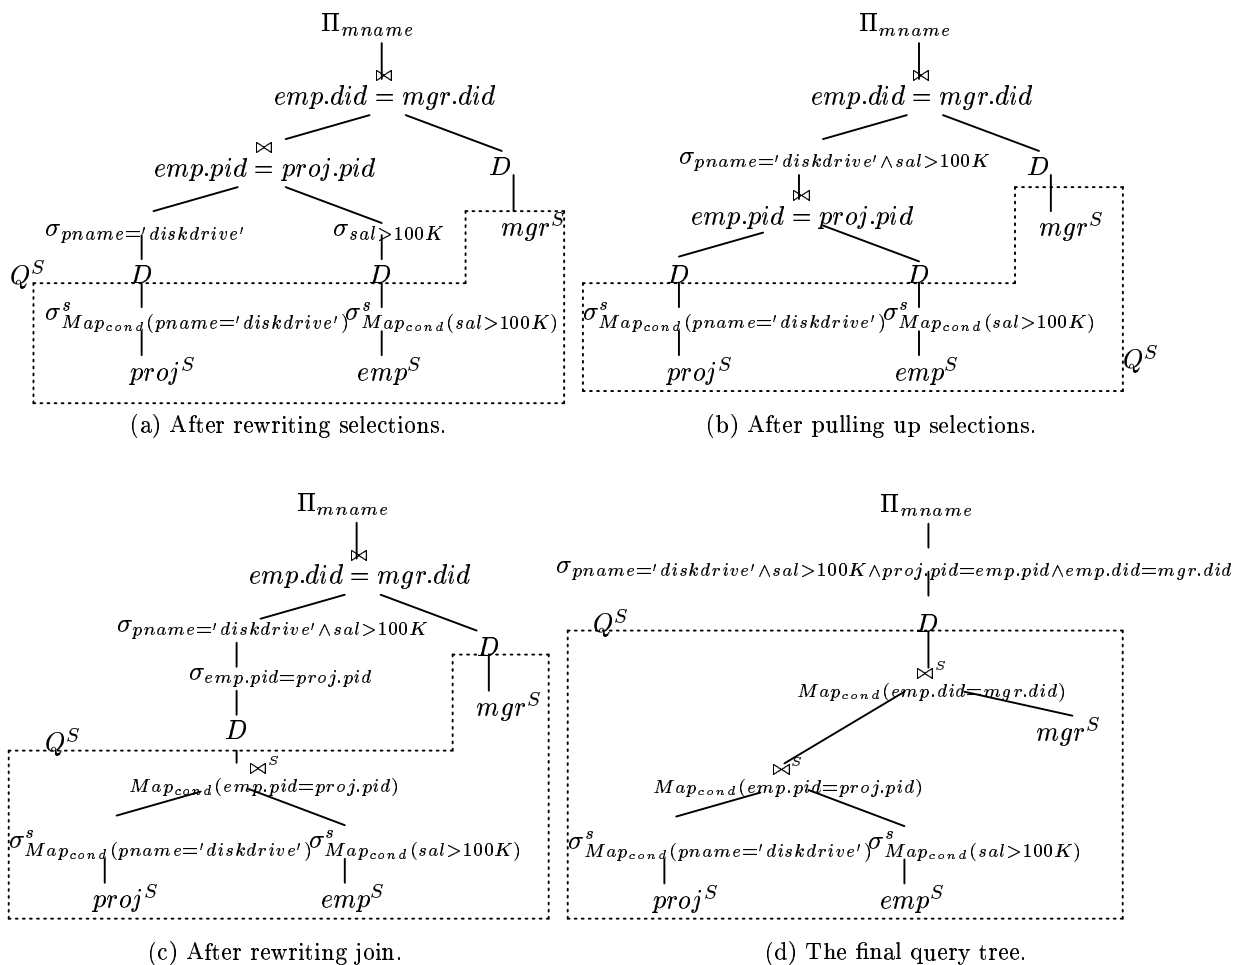 Π_mname Π_mname
⋈ ⋈
emp.did = mgr.did emp.did = mgr.did
⋈
emp.pid = proj.pid D σ_pname='diskdrive'∧sal>100K D
⋈
σ_pname='diskdrive' σ_sal>100K mgr^S emp.pid = proj.pid mgr^S
Q^S D D D D
σ^s_Map_cond(pname='diskdrive') σ^s_Map_cond(sal>100K) σ^s_Map_cond(pname='diskdrive') σ^s_Map_cond(sal>100K)
proj^S emp^S proj^S emp^S Q^S
(a) After rewriting selections. (b) After pulling up selections.
Π_mname Π_mname
⋈
emp.did = mgr.did σ_pname='diskdrive'∧sal>100K∧proj.pid=emp.pid∧emp.did=mgr.did
σ_pname='diskdrive'∧sal>100K D Q^S D
σ_emp.pid=proj.pid ⋈^S
mgr^S Map_cond(emp.did=mgr.did)
Q^S D mgr^S
⋈^S ⋈^S
Map_cond(emp.pid=proj.pid) Map_cond(emp.pid=proj.pid)
σ^s_Map_cond(pname='diskdrive') σ^s_Map_cond(sal>100K) σ^s_Map_cond(pname='diskdrive') σ^s_Map_cond(sal>100K)
proj^S emp^S proj^S emp^S
(c) After rewriting join. (d) The final query tree.